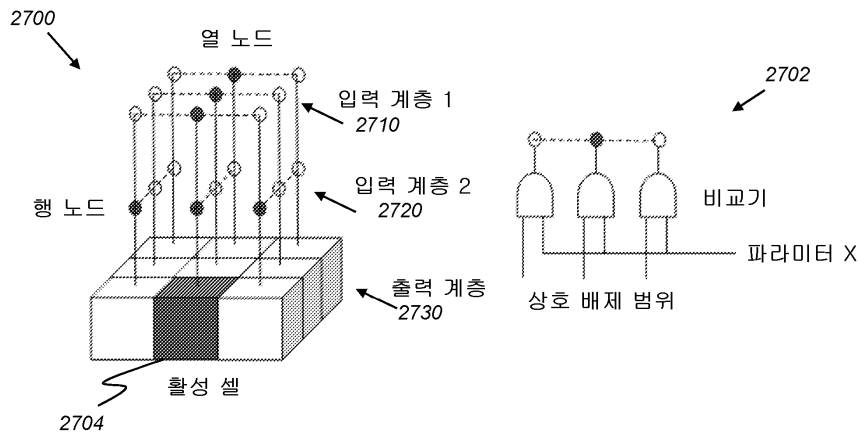 2700
열 노드
입력 계층 1
2710
행 노드
입력 계층 2
2720
출력 계층
2730
활성 셀
2704
2702
비교기
파라미터 X
상호 배제 범위